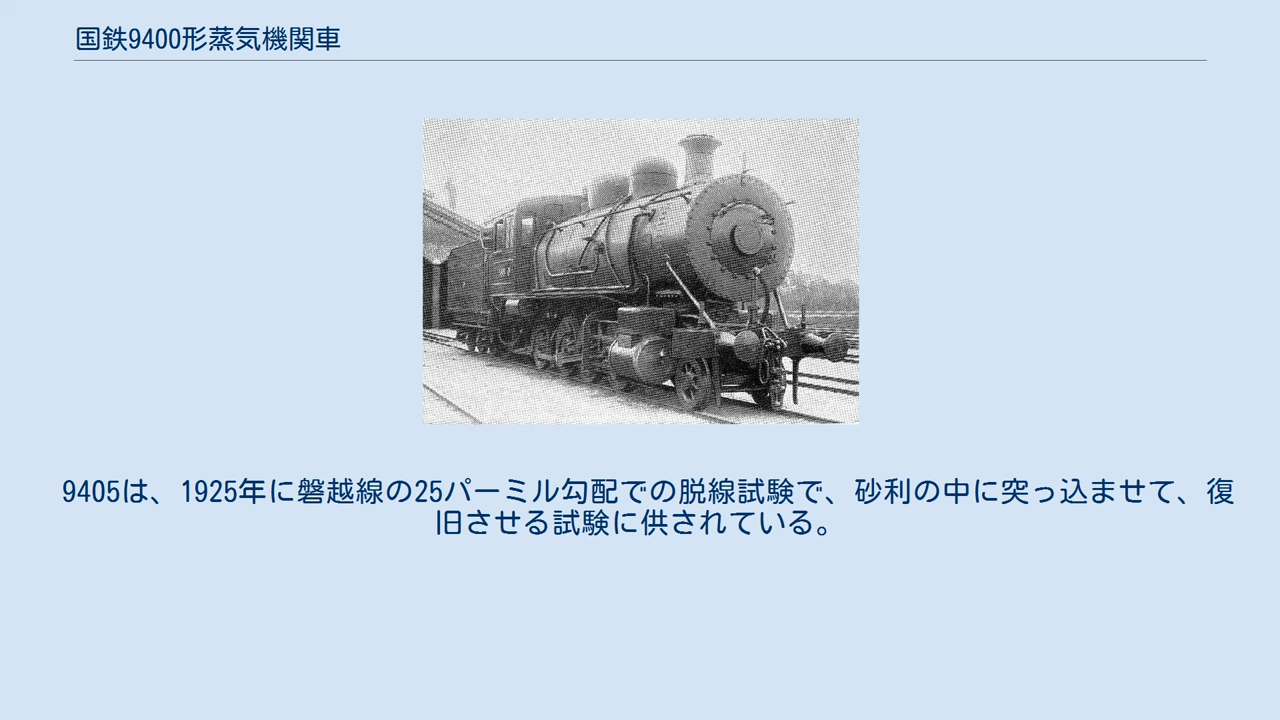 国鉄9400形蒸気機関車
9405は、1925年に磐越線の25パーミル勾配での脱線試験で、砂利の中に突っ込ませて、復
旧させる試験に供されている。